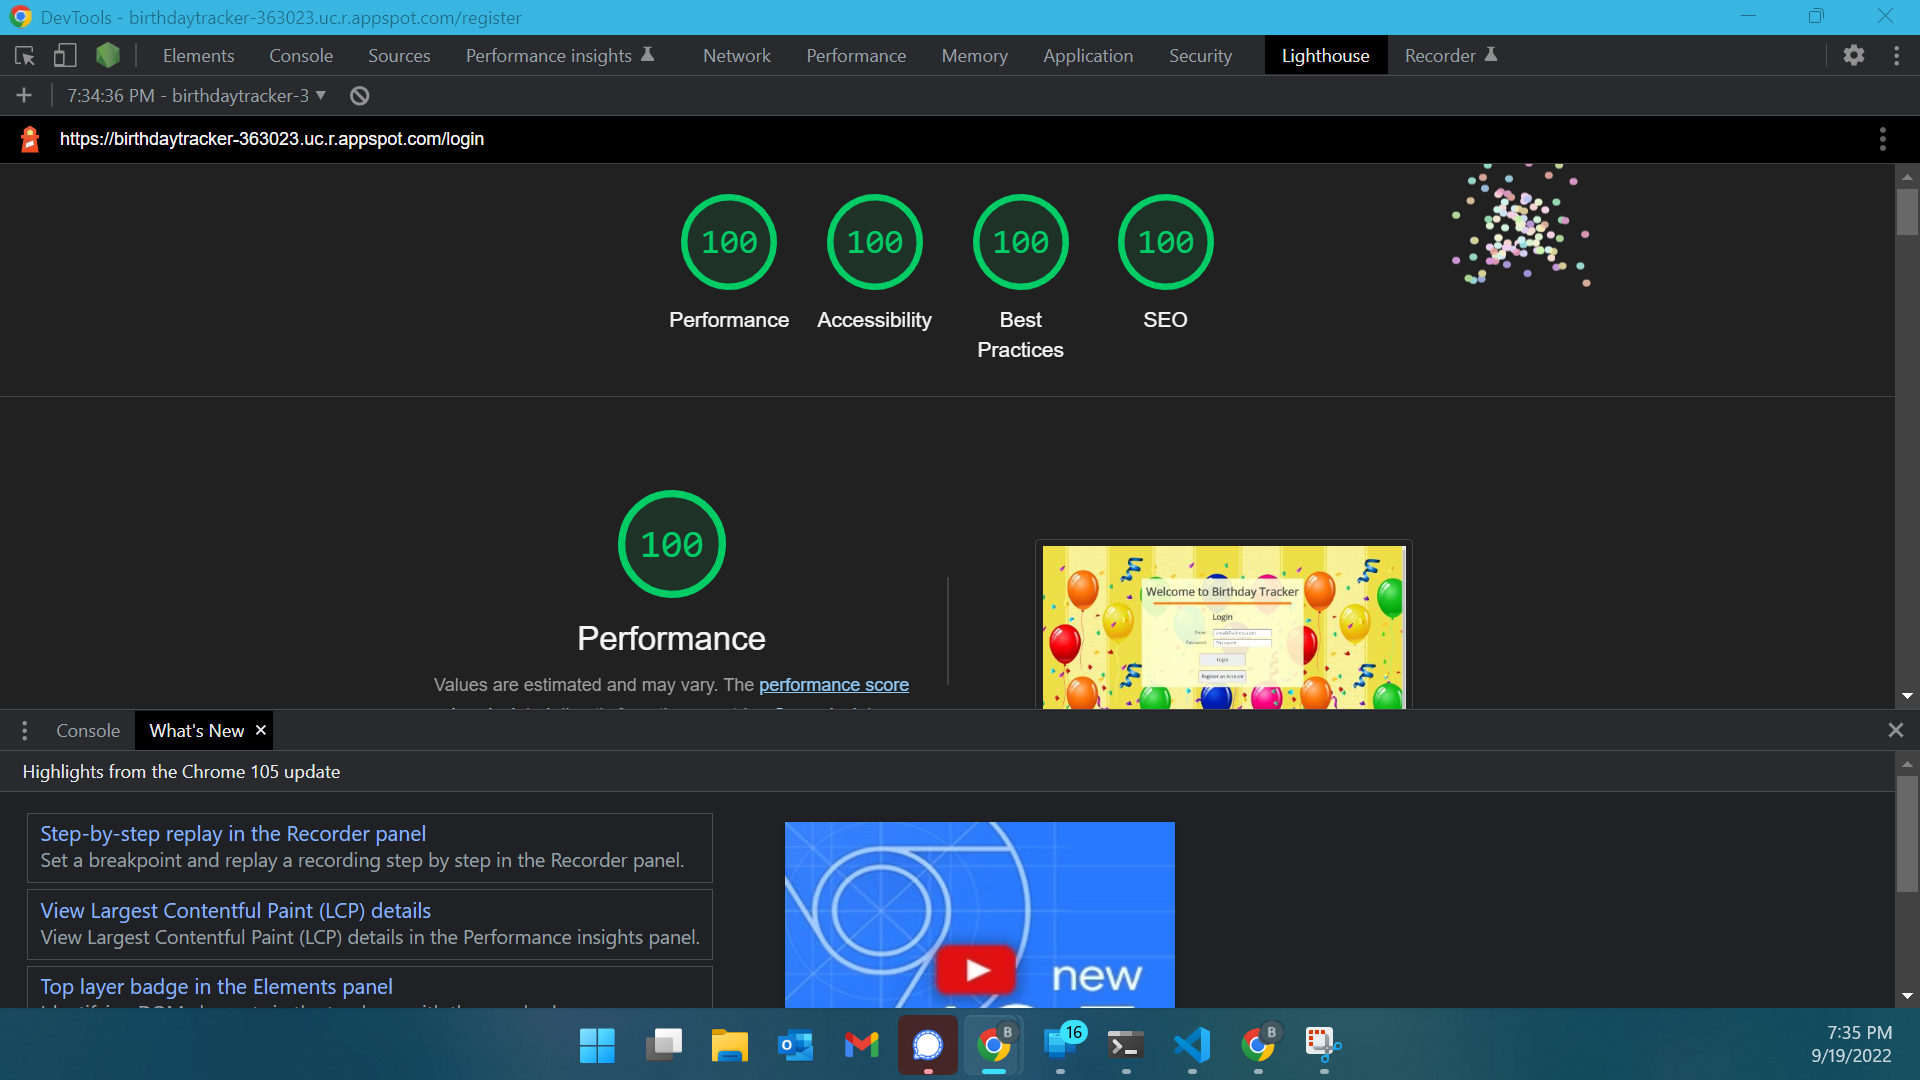 DevTools - birthdaytracker-363023.uc.r.appspot.com/register
Elements Console Sources Performance insights Network Performance Memory Application Security Lighthouse Recorder
7:34:36 PM - birthdaytracker-3
https://birthdaytracker-363023.uc.r.appspot.com/login
100 100 100 100
Performance Accessibility Best Practices SEO
100
Performance
Values are estimated and may vary. The performance score
Welcome to Birthday Tracker
Login
Password
Login
Register an Account
Console What's New
Highlights from the Chrome 105 update
Step-by-step replay in the Recorder panel
Set a breakpoint and replay a recording step by step in the Recorder panel.
View Largest Contentful Paint (LCP) details
View Largest Contentful Paint (LCP) details in the Performance insights panel.
Top layer badge in the Elements panel
new
B 16 B
7:35 PM
9/19/2022